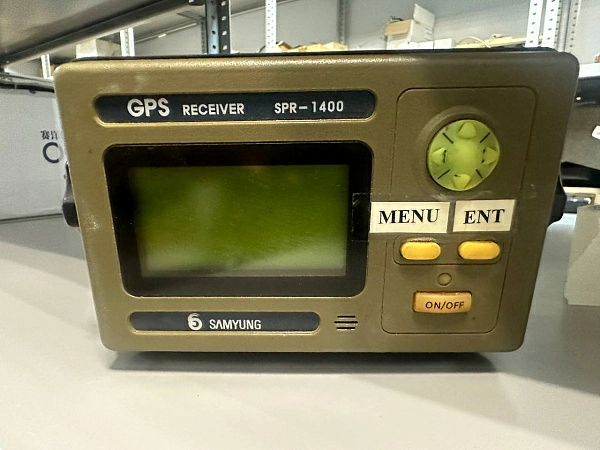 GPS RECEIVER SPR-1400
MENU ENT
ON/OFF
SAMYUNG